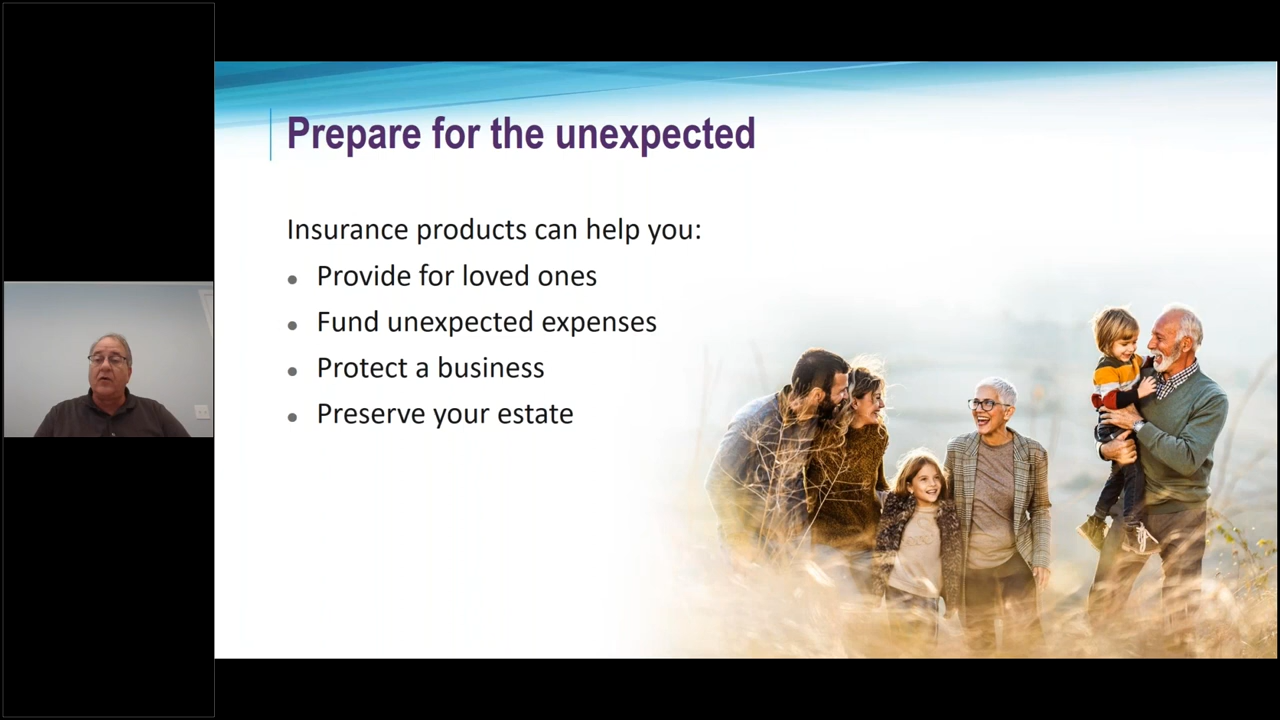 Prepare for the unexpected
Insurance products can help you:
Provide for loved ones
Fund unexpected expenses
Protect a business
Preserve your estate